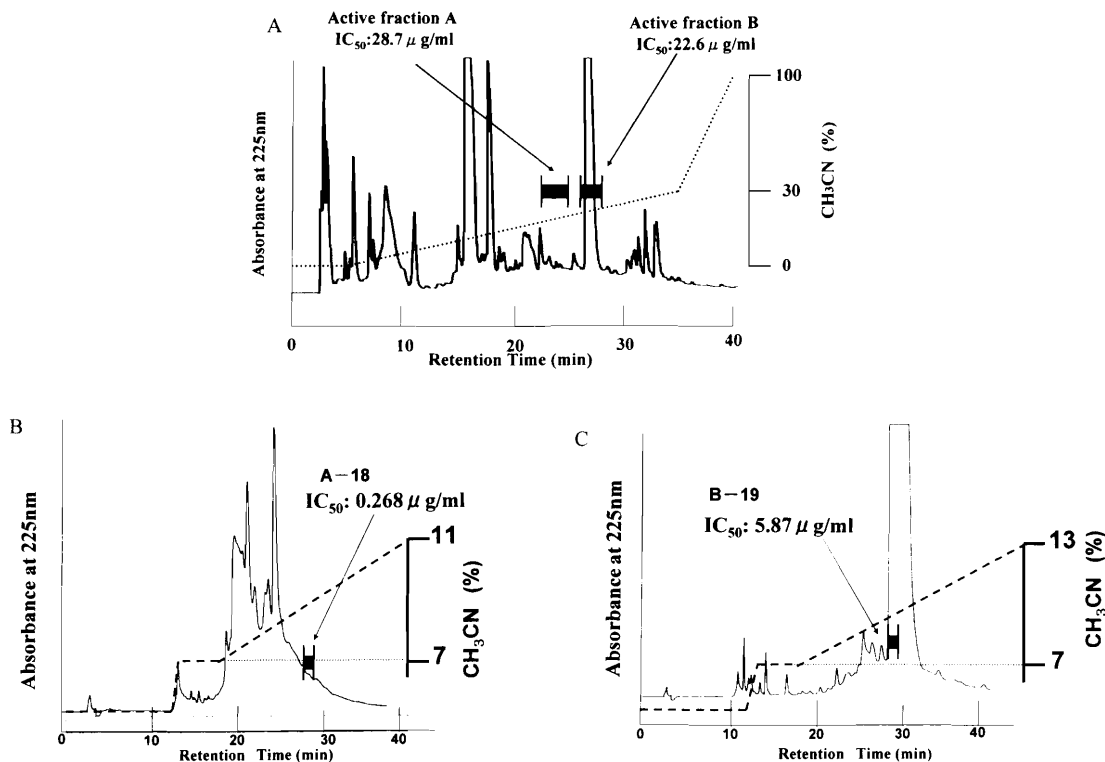 A
Active fraction A
IC50:28.7 μ g/ml
Active fraction B
IC50:22.6 μ g/ml
Absorbance at 225nm
100
30
0
CH3CN (%)
0 10 20 30 40
Retention Time (min)
B
A－18
IC50: 0.268 μ g/ml
Absorbance at 225nm
11
7
CH3CN (%)
0 10 20 30 40
Retention Time (min)
C
B－19
IC50: 5.87 μ g/ml
Absorbance at 225nm
13
7
CH3CN (%)
0 10 20 30 40
Retention Time (min)